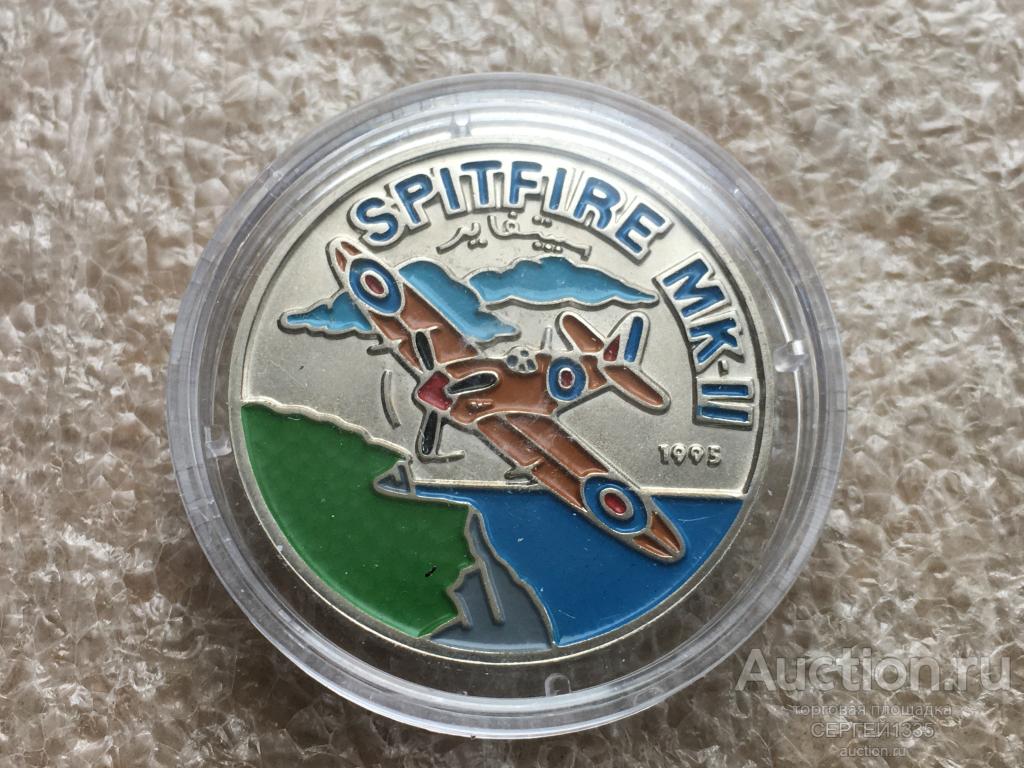 SPITFIRE MK-II
سبيتفاير
1995
Auction.ru
торговая площадка
СЕРГЕЙ1335
auction.ru